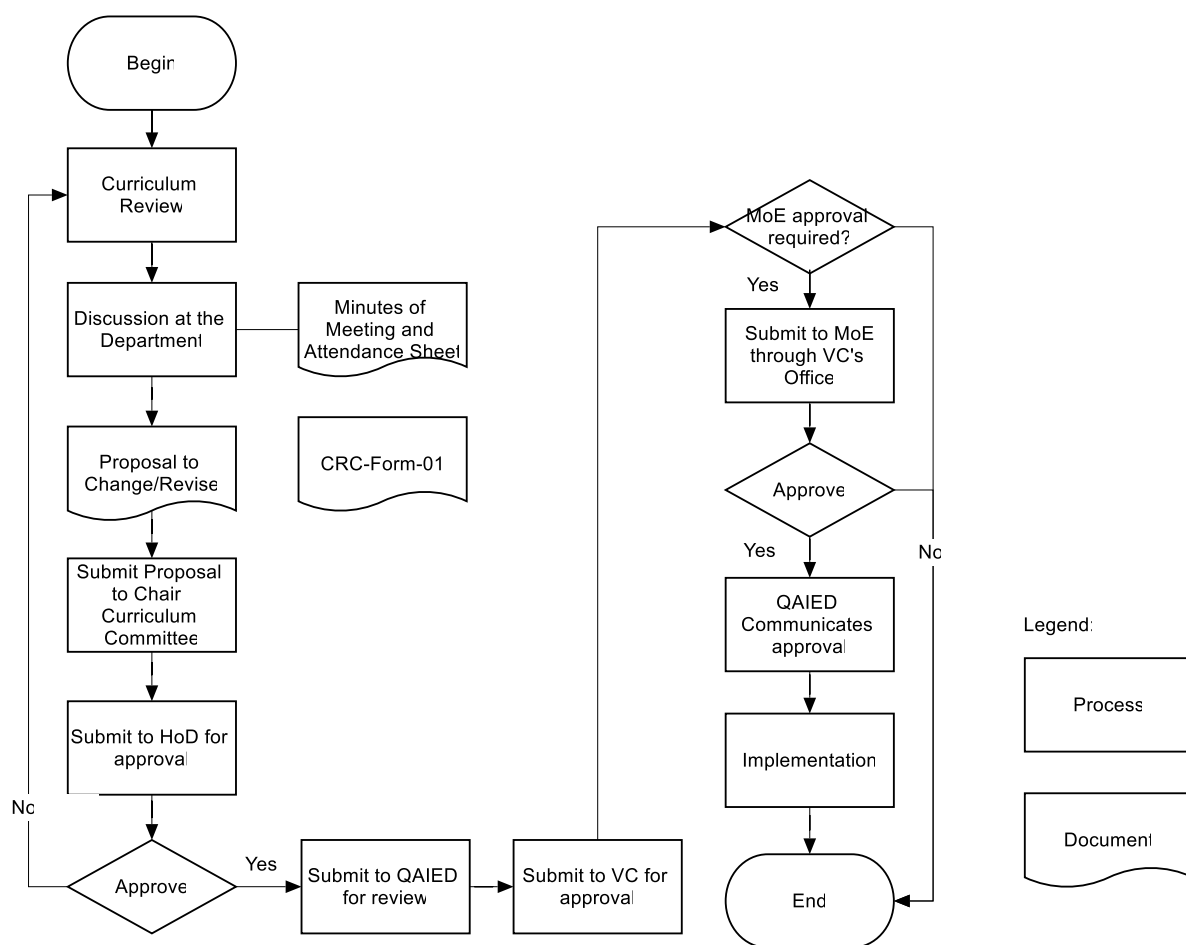 Begin
Curriculum
Review
Discussion at the
Department
Minutes of
Meeting and
Attendance Sheet
Proposal to
Change/Revise
CRC-Form-01
Submit Proposal
to Chair
Curriculum
Committee
Submit to HoD for
approval
No
Approve
Yes
Submit to QAIED
for review
Submit to VC for
approval
MoE approval
required?
Yes
Submit to MoE
through VC's
Office
Approve
Yes
No
QAIED
Communicates
approval
Implementation
End
Legend:
Process
Document